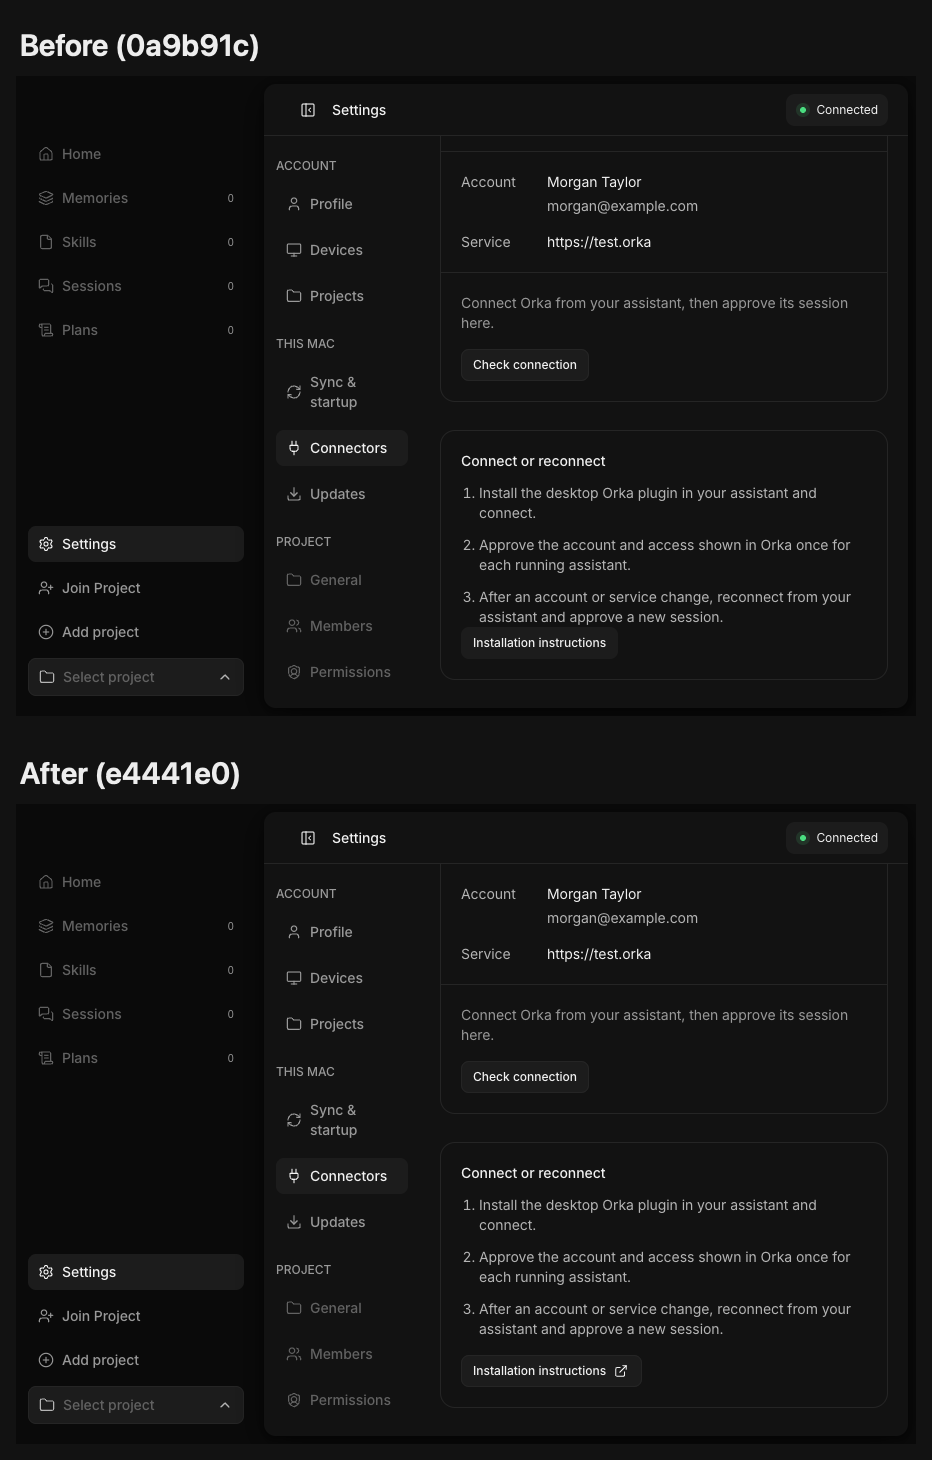 Before (0a9b91c)
Settings
Connected
Home
Memories 0
Skills 0
Sessions 0
Plans 0
Settings
Join Project
Add project
Select project
ACCOUNT
Profile
Devices
Projects
THIS MAC
Sync &
startup
Connectors
Updates
PROJECT
General
Members
Permissions
Account Morgan Taylor
morgan@example.com
Service https://test.orka
Connect Orka from your assistant, then approve its session
here.
Check connection
Connect or reconnect
1. Install the desktop Orka plugin in your assistant and
connect.
2. Approve the account and access shown in Orka once for
each running assistant.
3. After an account or service change, reconnect from your
assistant and approve a new session.
Installation instructions
After (e4441e0)
Settings
Connected
Home
Memories 0
Skills 0
Sessions 0
Plans 0
Settings
Join Project
Add project
Select project
ACCOUNT
Profile
Devices
Projects
THIS MAC
Sync &
startup
Connectors
Updates
PROJECT
General
Members
Permissions
Account Morgan Taylor
morgan@example.com
Service https://test.orka
Connect Orka from your assistant, then approve its session
here.
Check connection
Connect or reconnect
1. Install the desktop Orka plugin in your assistant and
connect.
2. Approve the account and access shown in Orka once for
each running assistant.
3. After an account or service change, reconnect from your
assistant and approve a new session.
Installation instructions